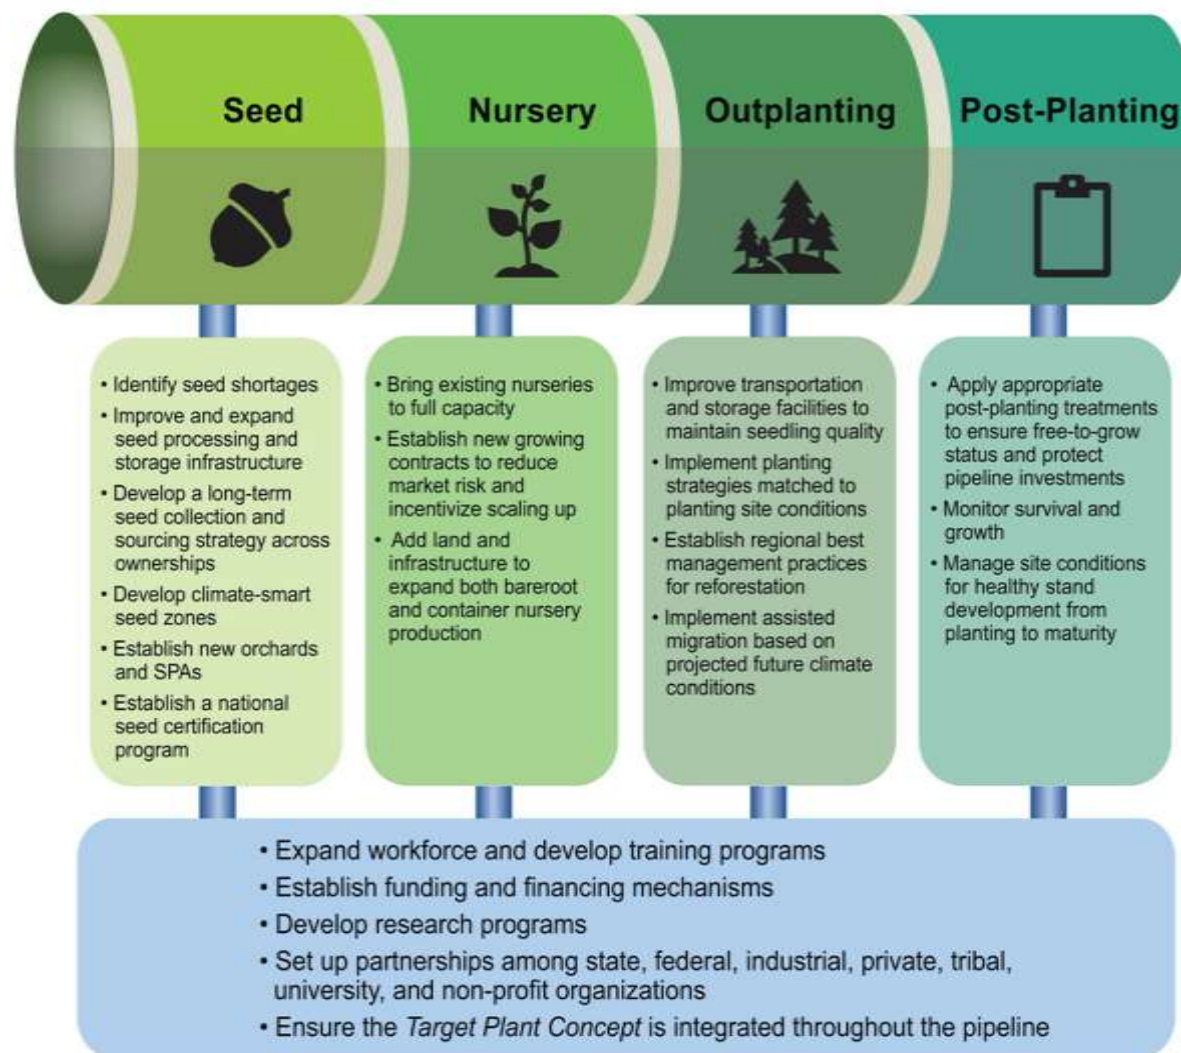 Seed
Nursery
Outplanting
Post-Planting
• Identify seed shortages
• Improve and expand
seed processing and
storage infrastructure
• Develop a long-term
seed collection and
sourcing strategy across
ownerships
• Develop climate-smart
seed zones
• Establish new orchards
and SPAs
• Establish a national
seed certification
program
• Bring existing nurseries
to full capacity
• Establish new growing
contracts to reduce
market risk and
incentivize scaling up
• Add land and
infrastructure to
expand both bareroot
and container nursery
production
• Improve transportation
and storage facilities to
maintain seedling quality
• Implement planting
strategies matched to
planting site conditions
• Establish regional best
management practices
for reforestation
• Implement assisted
migration based on
projected future climate
conditions
• Apply appropriate
post-planting treatments
to ensure free-to-grow
status and protect
pipeline investments
• Monitor survival and
growth
• Manage site conditions
for healthy stand
development from
planting to maturity
• Expand workforce and develop training programs
• Establish funding and financing mechanisms
• Develop research programs
• Set up partnerships among state, federal, industrial, private, tribal,
university, and non-profit organizations
• Ensure the Target Plant Concept is integrated throughout the pipeline